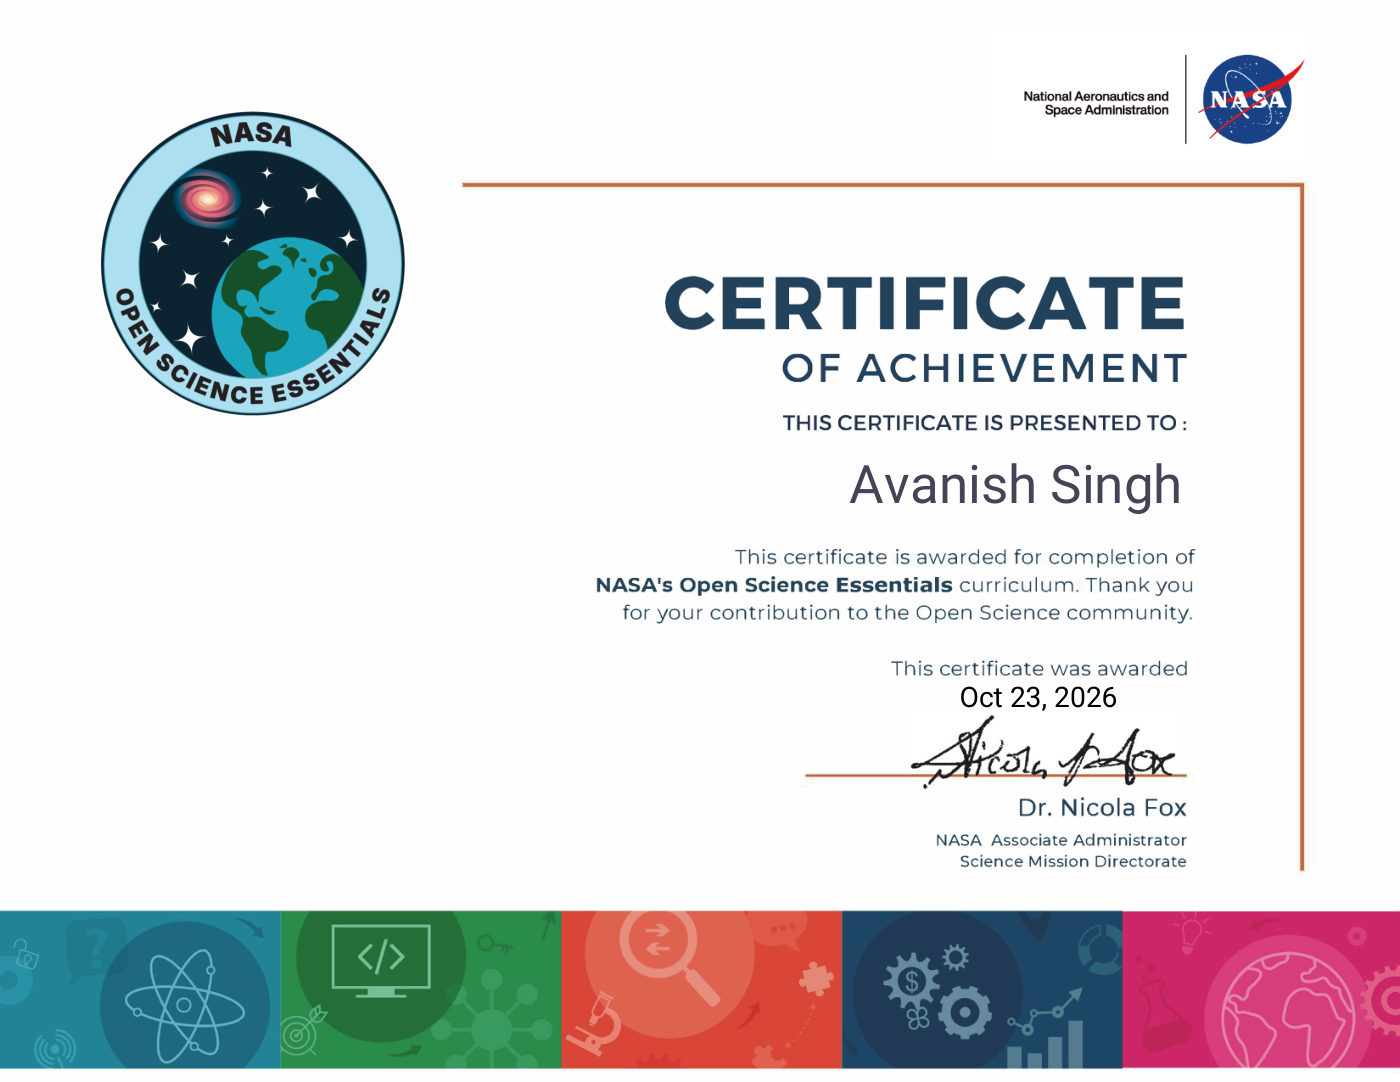 National Aeronautics and
Space Administration
NASA
NASA
OPEN SCIENCE ESSENTIALS
CERTIFICATE
OF ACHIEVEMENT
THIS CERTIFICATE IS PRESENTED TO :
Avanish Singh
This certificate is awarded for completion of
NASA's Open Science Essentials curriculum. Thank you
for your contribution to the Open Science community.
This certificate was awarded
Oct 23, 2026
Nicola J Fox
Dr. Nicola Fox
NASA Associate Administrator
Science Mission Directorate